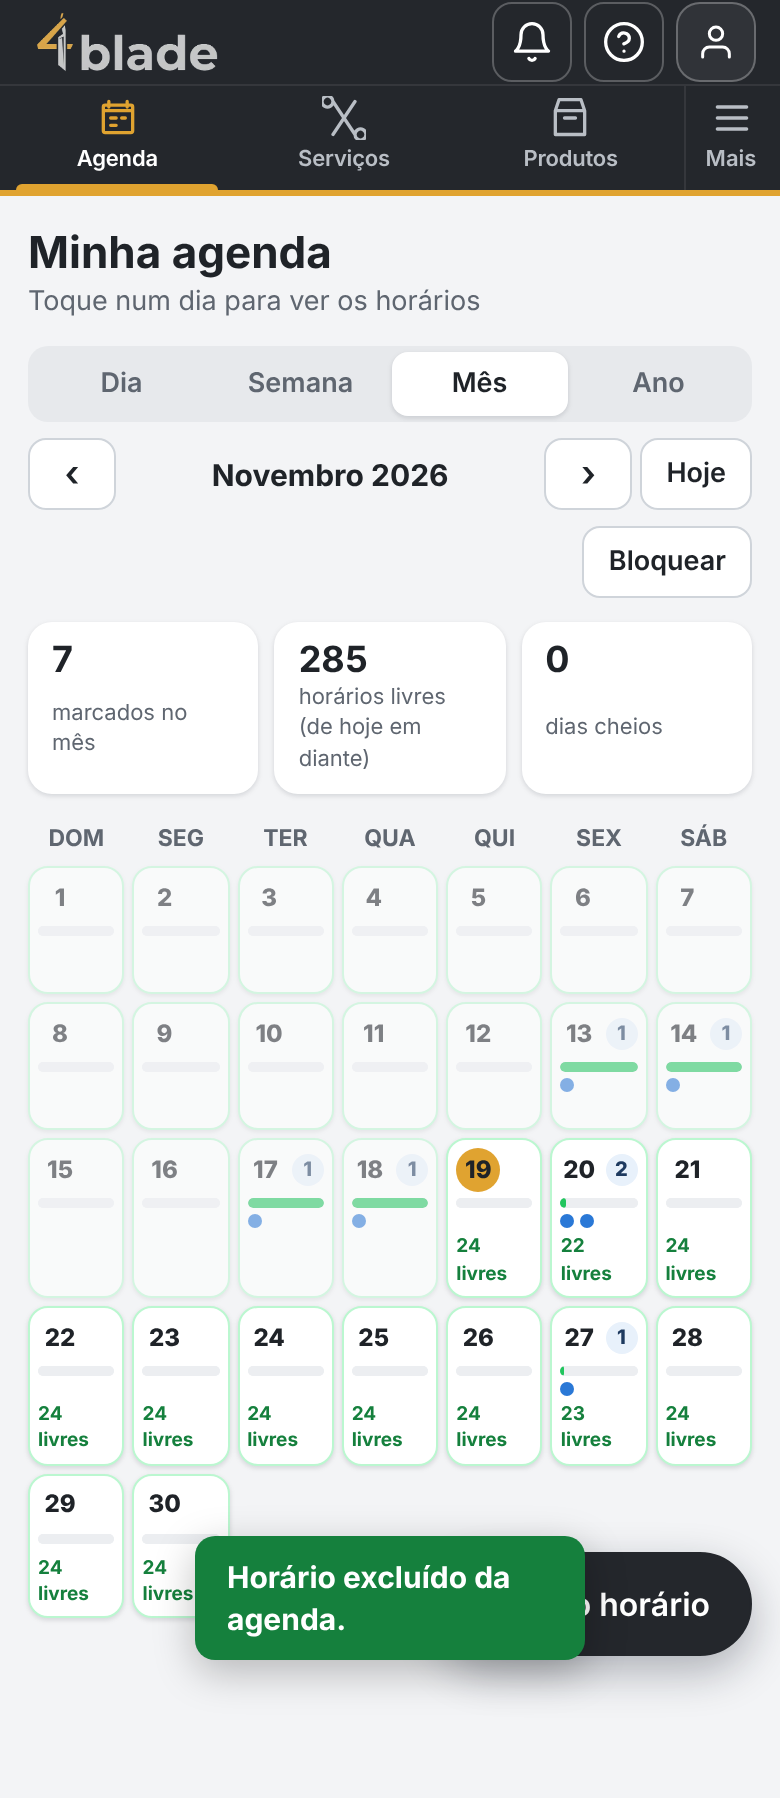 4blade
Agenda
Serviços
Produtos
Mais
Minha agenda
Toque num dia para ver os horários
Dia
Semana
Mês
Ano
‹
Novembro 2026
›
Hoje
Bloquear
7
marcados no
mês
285
horários livres
(de hoje em
diante)
0
dias cheios
DOM SEG TER QUA QUI SEX SÁB
1 2 3 4 5 6 7
8 9 10 11 12 13 1 14 1
15 16 17 1 18 1 19 20 2 21
24 22 24
livres livres livres
22 23 24 25 26 27 1 28
24 24 24 24 24 23 24
livres livres livres livres livres livres livres
29 30
24 24
livres livres
Horário excluído da
agenda.
horário